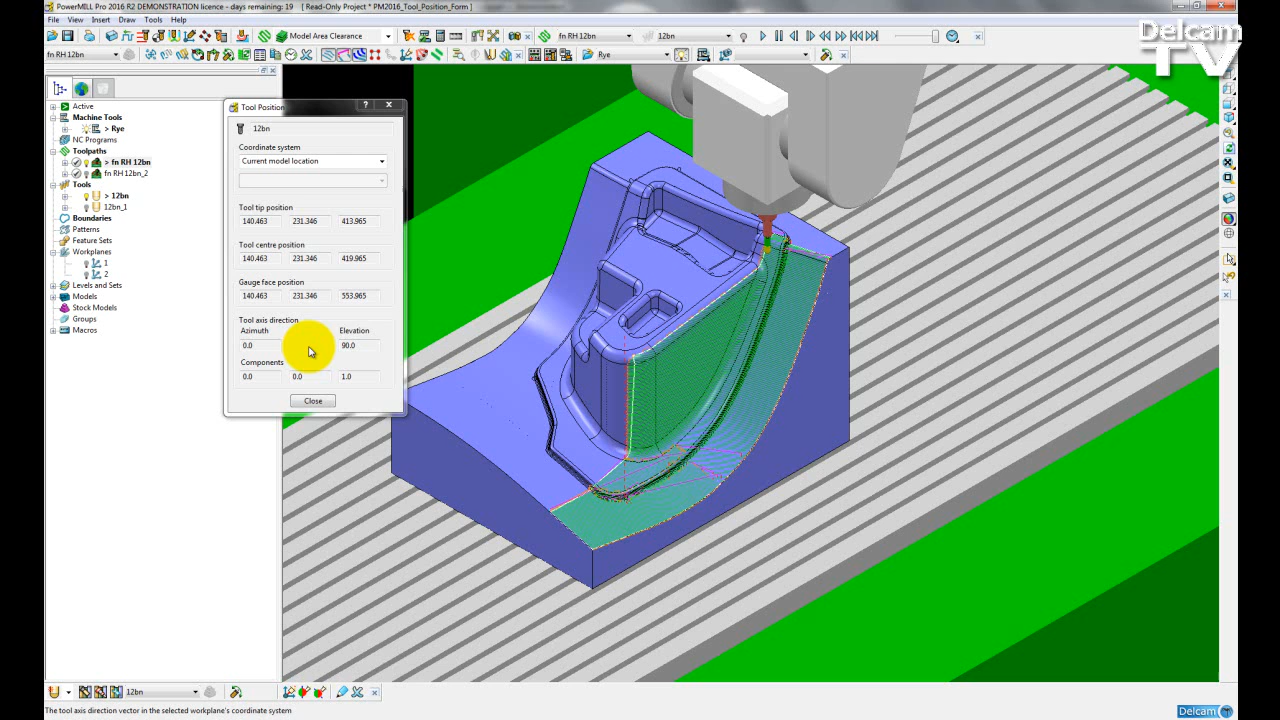 PowerMILL Pro 2016 R2 DEMONSTRATION licence - days remaining: 19 [ Read-Only Project * PM2016_Tool_Position_Form ]
File View Insert Draw Tools Help
Delcam
TV
Model Area Clearance fn RH 12bn 12bn
fn RH 12bn Rye
Active
Machine Tools
> Rye
NC Programs
Toolpaths
> fn RH 12bn
fn RH 12bn_2
Tools
> 12bn
12bn_1
Boundaries
Patterns
Feature Sets
Workplanes
1
2
Levels and Sets
Models
Stock Models
Groups
Macros
Tool Position
12bn
Coordinate system
Current model location
Tool tip position
140.463 231.346 413.965
Tool centre position
140.463 231.346 419.965
Gauge face position
140.463 231.346 553.965
Tool axis direction
Azimuth Elevation
0.0 90.0
Components
0.0 0.0 1.0
Close
12bn
The tool axis direction vector in the selected workplane's coordinate system
Delcam